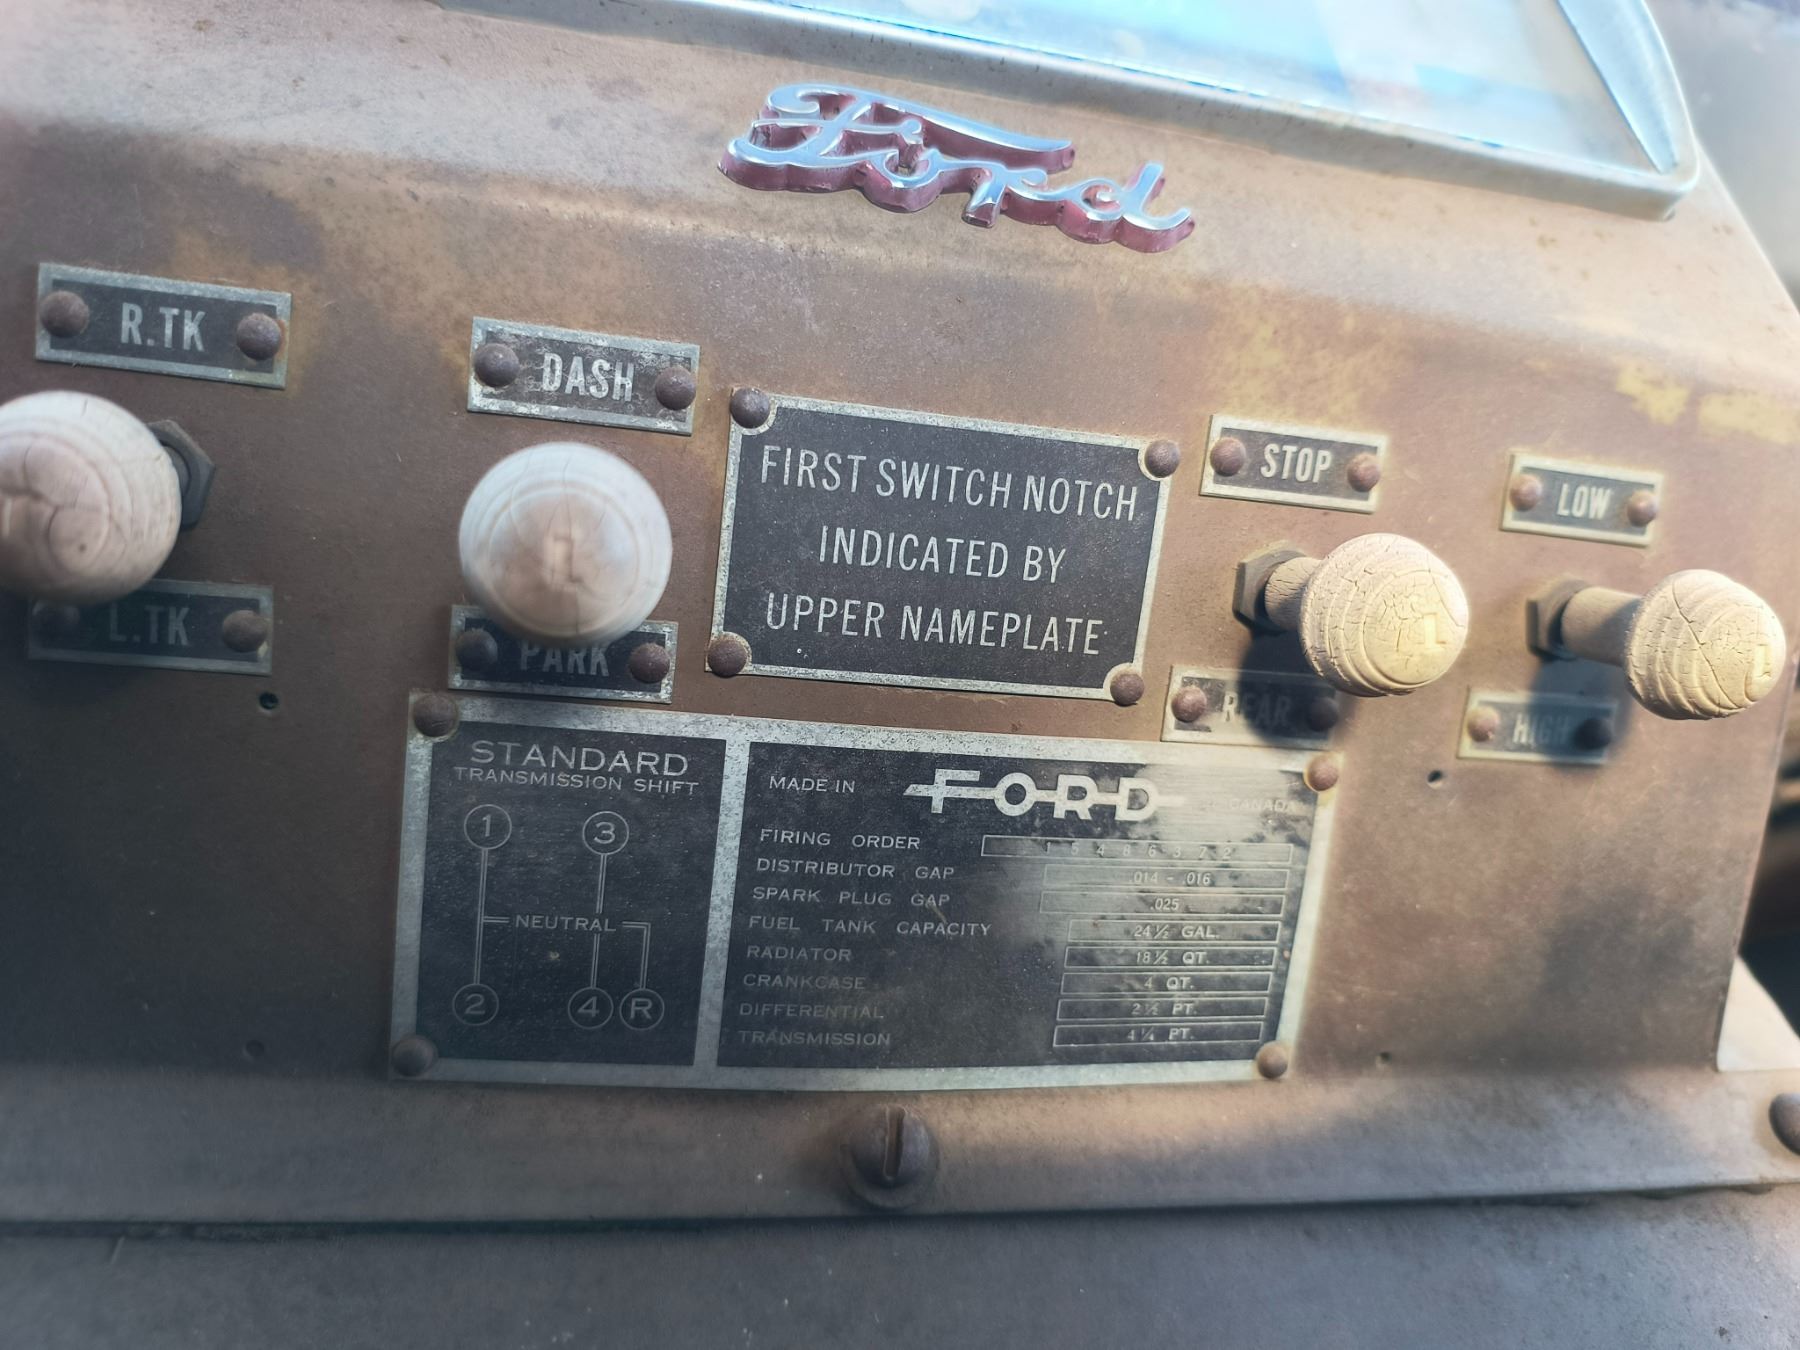 Ford
R.TK
DASH
STOP
LOW
FIRST SWITCH NOTCH
INDICATED BY
UPPER NAMEPLATE
L.TK
PARK
REAR
HIGH
STANDARD
TRANSMISSION SHIFT
1 3
NEUTRAL
2 4 R
MADE IN FORD CANADA
FIRING ORDER 1 5 4 8 6 3 7 2
DISTRIBUTOR GAP .014 - .016
SPARK PLUG GAP .025
FUEL TANK CAPACITY 24½ GAL.
RADIATOR 18½ QT.
CRANKCASE 4 QT.
DIFFERENTIAL 2½ PT.
TRANSMISSION 4¼ PT.